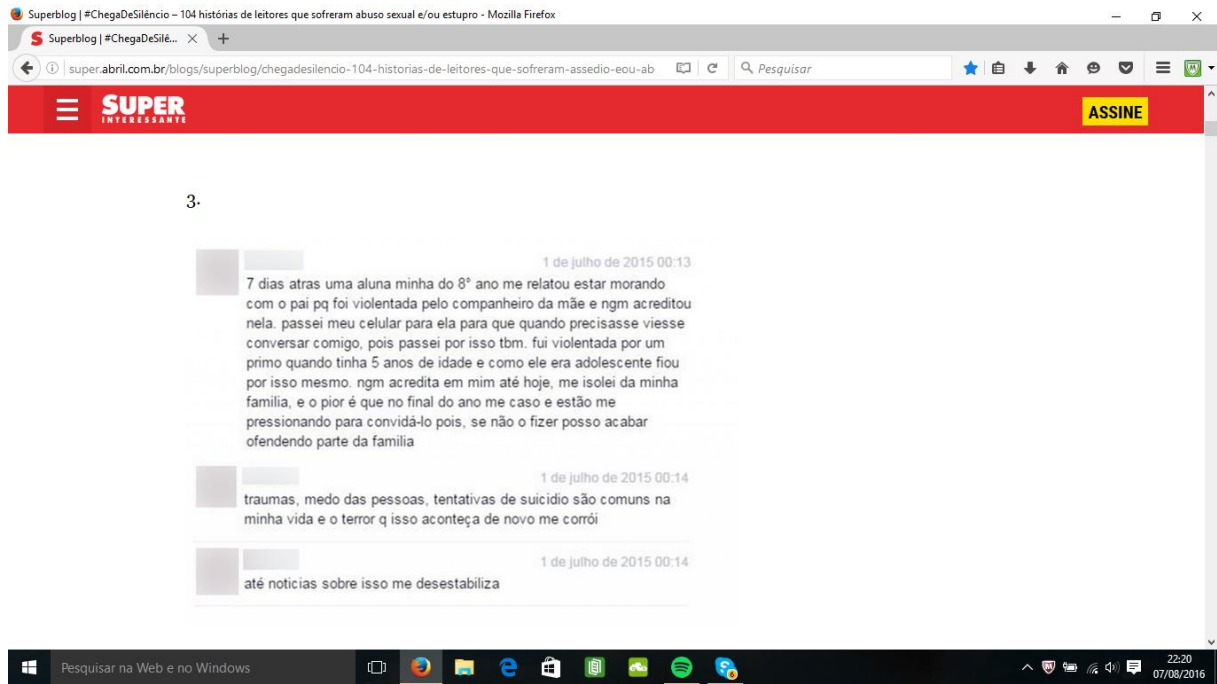 Superblog | #ChegaDeSilêncio – 104 histórias de leitores que sofreram abuso sexual e/ou estupro - Mozilla Firefox
Superblog | #ChegaDeSilê...
super.abril.com.br/blogs/superblog/chegadesilencio-104-historias-de-leitores-que-sofreram-assedio-eou-ab
Pesquisar
SUPER
INTERESSANTE
ASSINE
3.
1 de julho de 2015 00:13
7 dias atras uma aluna minha do 8° ano me relatou estar morando
com o pai pq foi violentada pelo companheiro da mãe e ngm acreditou
nela. passei meu celular para ela para que quando precisasse viesse
conversar comigo, pois passei por isso tbm. fui violentada por um
primo quando tinha 5 anos de idade e como ele era adolescente fiou
por isso mesmo. ngm acredita em mim até hoje, me isolei da minha
familia, e o pior é que no final do ano me caso e estão me
pressionando para convidá-lo pois, se não o fizer posso acabar
ofendendo parte da familia
1 de julho de 2015 00:14
traumas, medo das pessoas, tentativas de suicidio são comuns na
minha vida e o terror q isso aconteça de novo me corrói
1 de julho de 2015 00:14
até noticias sobre isso me desestabiliza
Pesquisar na Web e no Windows
22:20
07/08/2016